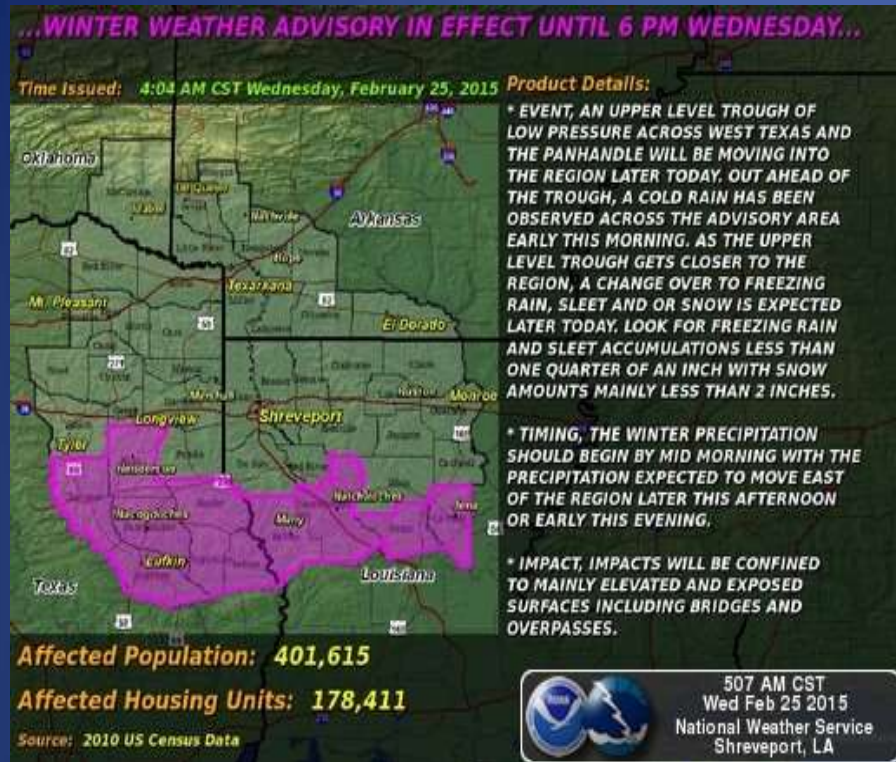 ...WINTER WEATHER ADVISORY IN EFFECT UNTIL 6 PM WEDNESDAY...
Time Issued: 4:04 AM CST Wednesday, February 25, 2015
Product Details:
* EVENT, AN UPPER LEVEL TROUGH OF
LOW PRESSURE ACROSS WEST TEXAS AND
THE PANHANDLE WILL BE MOVING INTO
THE REGION LATER TODAY. OUT AHEAD OF
THE TROUGH, A COLD RAIN HAS BEEN
OBSERVED ACROSS THE ADVISORY AREA
EARLY THIS MORNING. AS THE UPPER
LEVEL TROUGH GETS CLOSER TO THE
REGION, A CHANGE OVER TO FREEZING
RAIN, SLEET AND OR SNOW IS EXPECTED
LATER TODAY. LOOK FOR FREEZING RAIN
AND SLEET ACCUMULATIONS LESS THAN
ONE QUARTER OF AN INCH WITH SNOW
AMOUNTS MAINLY LESS THAN 2 INCHES.
* TIMING, THE WINTER PRECIPITATION
SHOULD BEGIN BY MID MORNING WITH THE
PRECIPITATION EXPECTED TO MOVE EAST
OF THE REGION LATER THIS AFTERNOON
OR EARLY THIS EVENING.
* IMPACT, IMPACTS WILL BE CONFINED
TO MAINLY ELEVATED AND EXPOSED
SURFACES INCLUDING BRIDGES AND
OVERPASSES.
Oklahoma
Idabel
Nashville
Arkansas
Hope
Texarkana
Mt. Pleasant
El Dorado
Marshall
Ruston
Monroe
Longview
Shreveport
Tyler
Henderson
Natchitoches
Jena
Nacogdoches
Many
Lufkin
Texas
Louisiana
Affected Population: 401,615
Affected Housing Units: 178,411
Source: 2010 US Census Data
507 AM CST
Wed Feb 25 2015
National Weather Service
Shreveport, LA